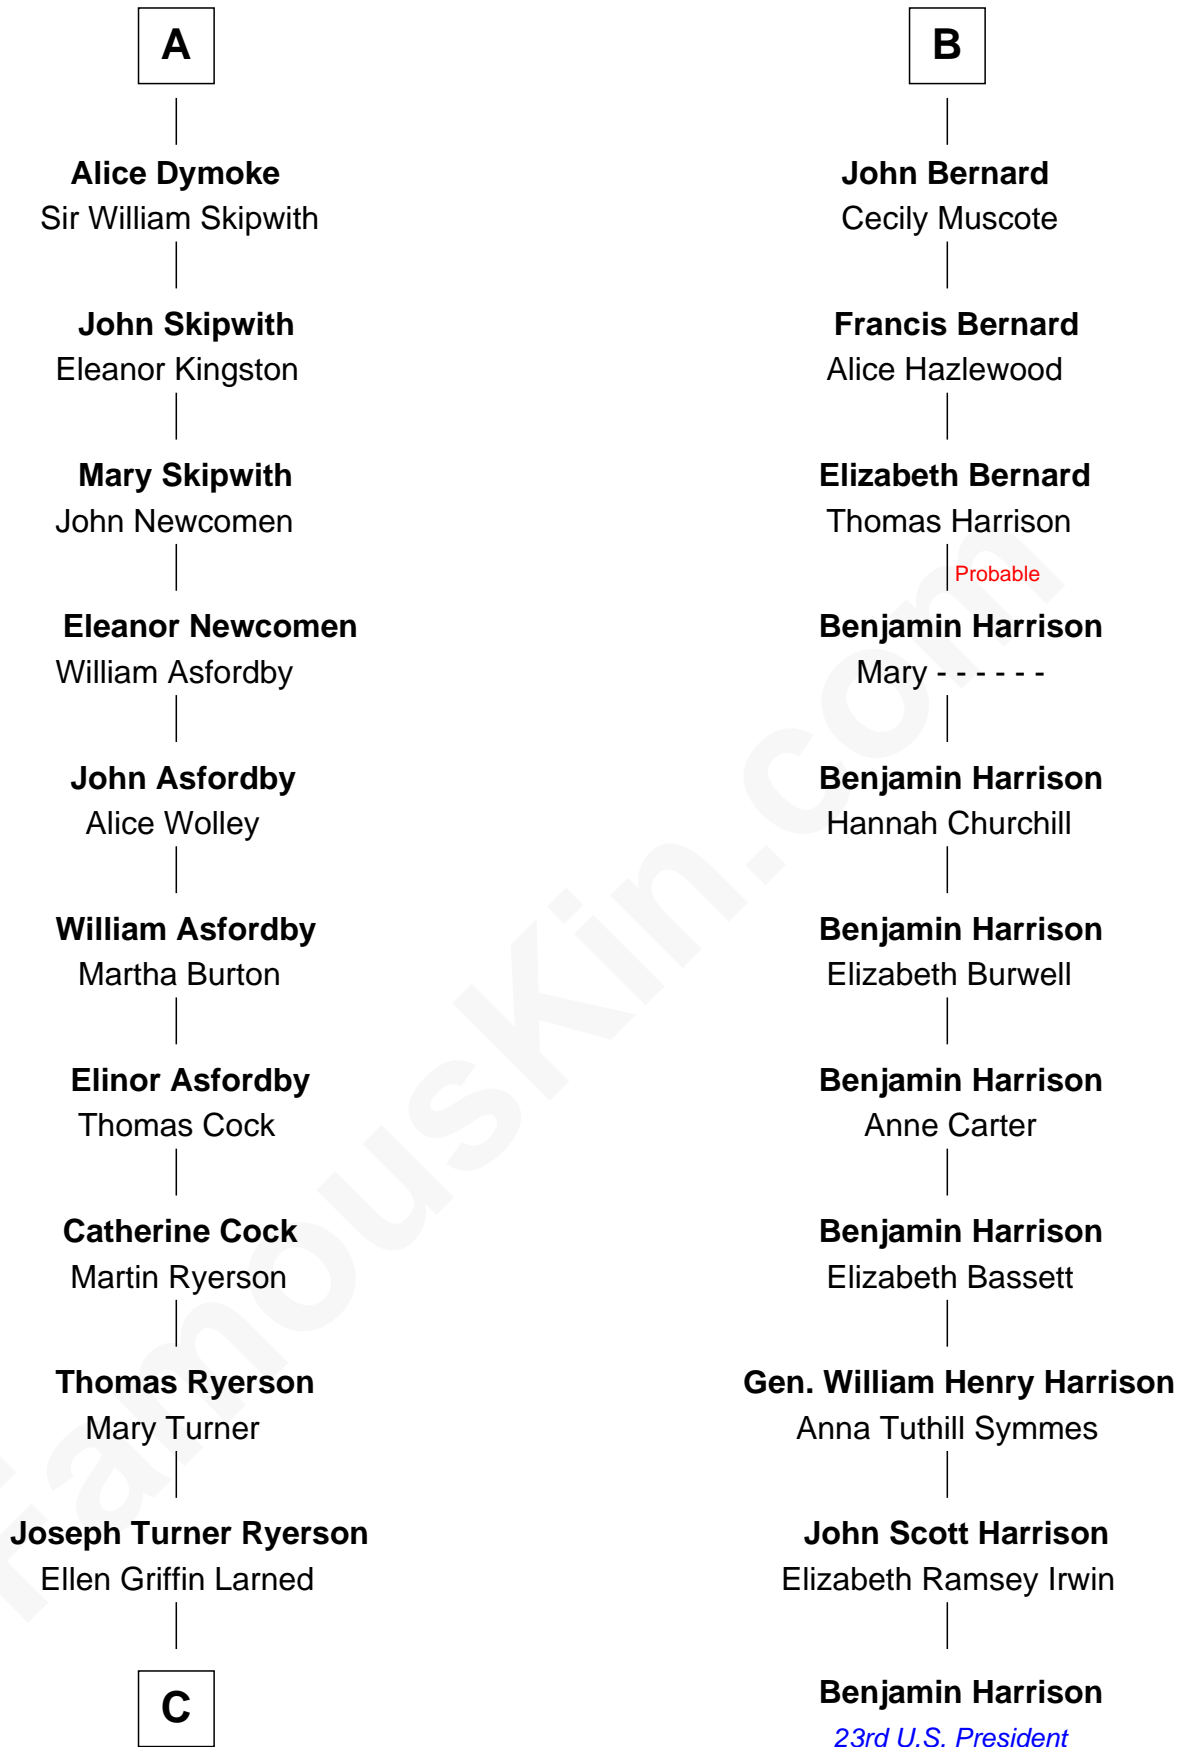 A
Alice Dymoke
Sir William Skipwith
John Skipwith
Eleanor Kingston
Mary Skipwith
John Newcomen
Eleanor Newcomen
William Asfordby
John Asfordby
Alice Wolley
William Asfordby
Martha Burton
Elinor Asfordby
Thomas Cock
Catherine Cock
Martin Ryerson
Thomas Ryerson
Mary Turner
Joseph Turner Ryerson
Ellen Griffin Larned
C
B
John Bernard
Cecily Muscote
Francis Bernard
Alice Hazlewood
Elizabeth Bernard
Thomas Harrison
Probable
Benjamin Harrison
Mary - - - - - -
Benjamin Harrison
Hannah Churchill
Benjamin Harrison
Elizabeth Burwell
Benjamin Harrison
Anne Carter
Benjamin Harrison
Elizabeth Bassett
Gen. William Henry Harrison
Anna Tuthill Symmes
John Scott Harrison
Elizabeth Ramsey Irwin
Benjamin Harrison
23rd U.S. President
FamousKin.com